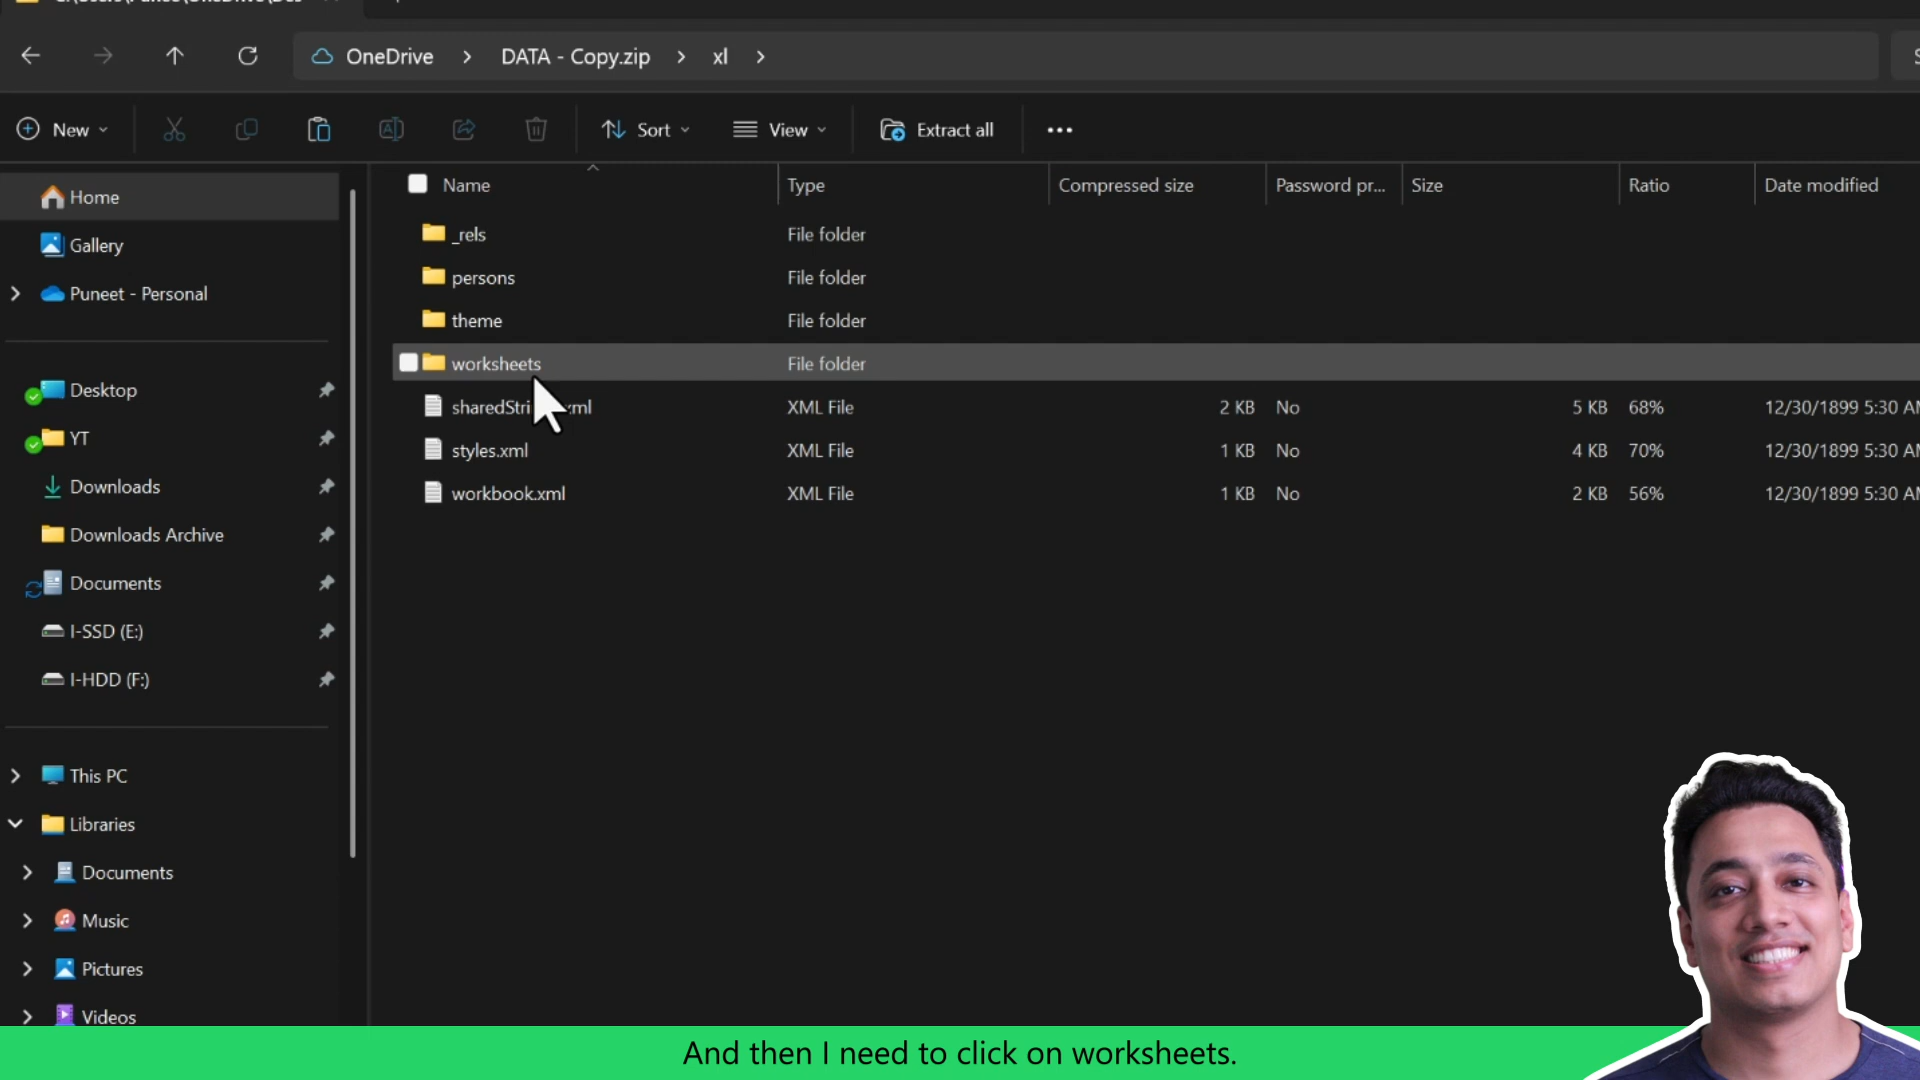 OneDrive > DATA - Copy.zip > xl >
New Sort View Extract all
Name Type Compressed size Password pr... Size Ratio Date modified
Home
Gallery
Puneet - Personal
Desktop
YT
Downloads
Downloads Archive
Documents
I-SSD (E:)
I-HDD (F:)
This PC
Libraries
Documents
Music
Pictures
Videos
_rels File folder
persons File folder
theme File folder
worksheets File folder
sharedStri xml XML File 2 KB No 5 KB 68% 12/30/1899 5:30 AM
styles.xml XML File 1 KB No 4 KB 70% 12/30/1899 5:30 AM
workbook.xml XML File 1 KB No 2 KB 56% 12/30/1899 5:30 AM
And then I need to click on worksheets.